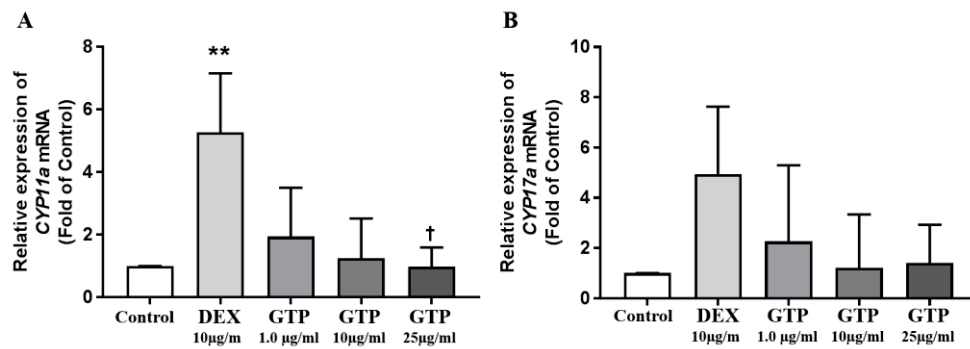 A
Relative expression of
CYP11a mRNA
(Fold of Control)
8
6
4
2
0
**
†
Control DEX GTP GTP GTP
10μg/m 1.0 μg/ml 10μg/ml 25μg/ml
B
Relative expression of
CYP17a mRNA
(Fold of Control)
10
8
6
4
2
0
Control DEX GTP GTP GTP
10μg/m 1.0 μg/ml 10μg/ml 25μg/ml